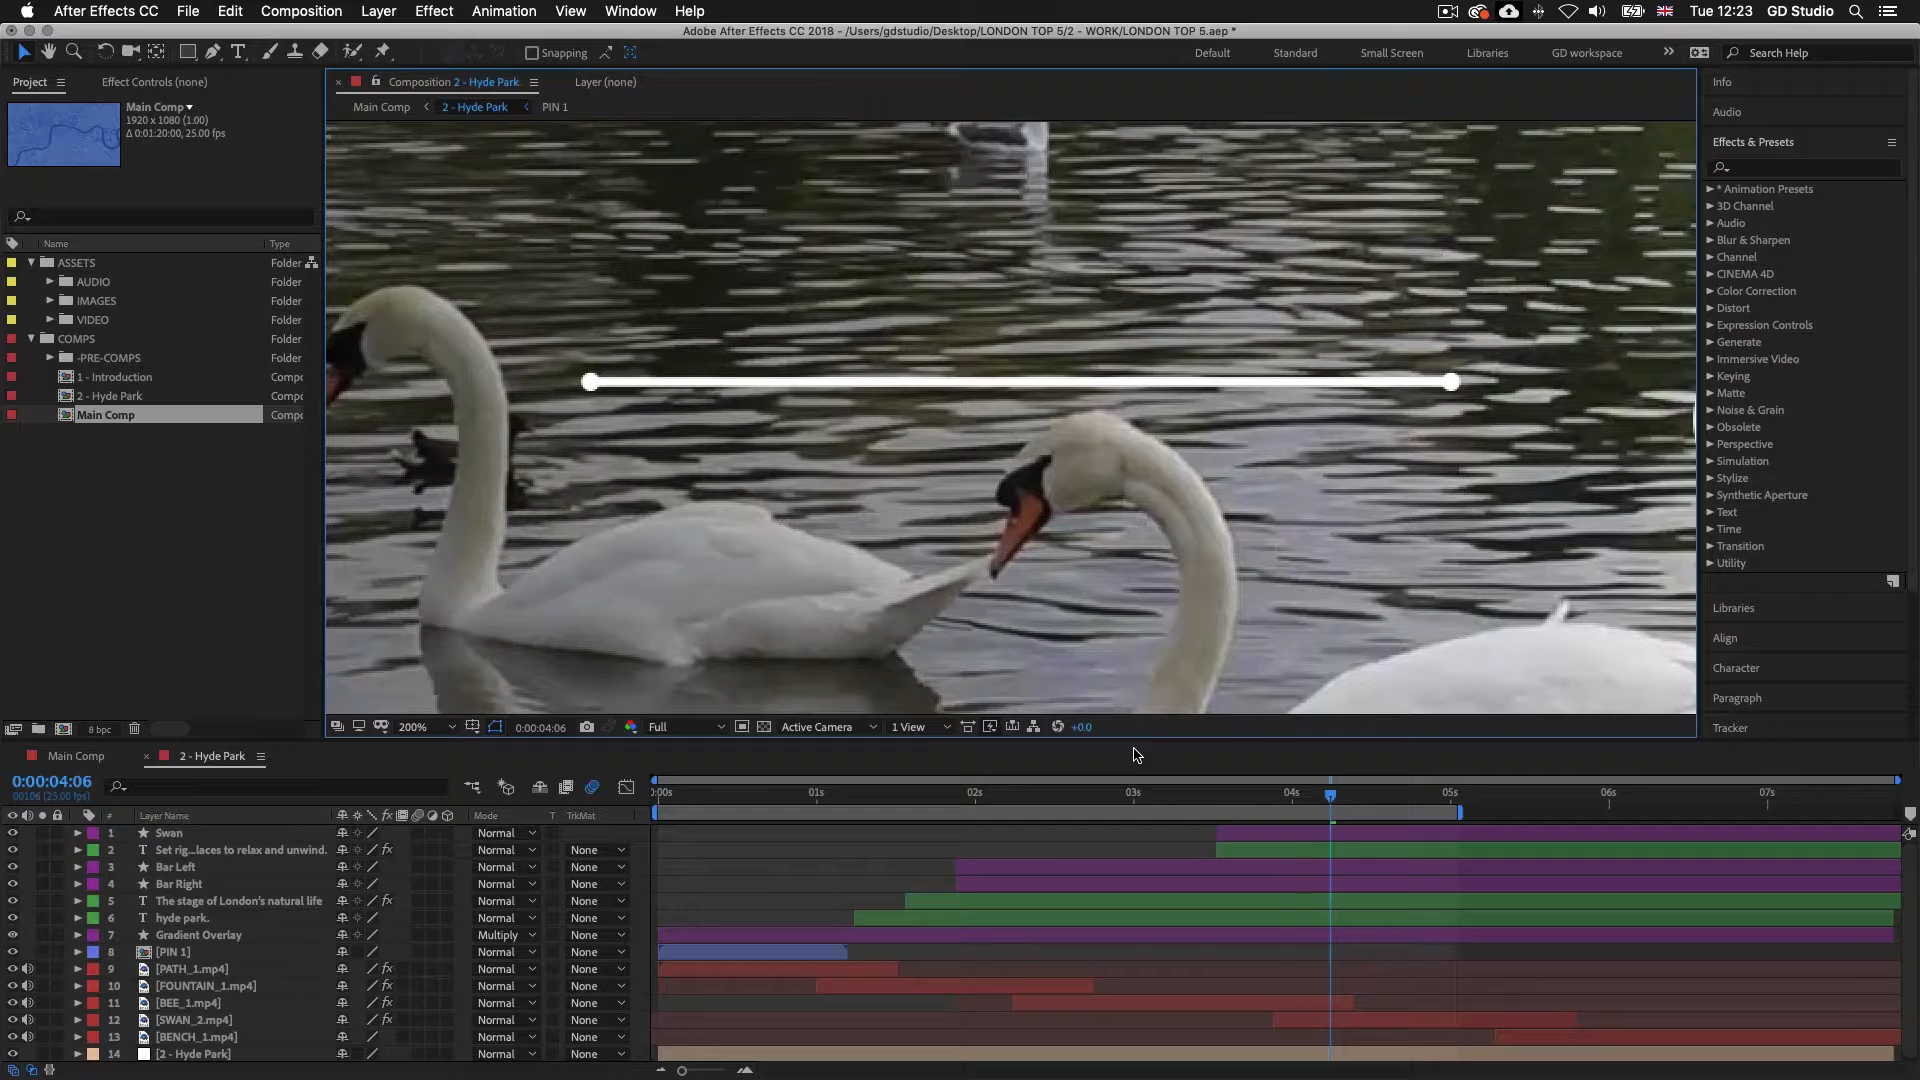 After Effects CC File Edit Composition Layer Effect Animation View Window Help Tue 12:23 GD Studio
Adobe After Effects CC 2018 - /Users/gdstudio/Desktop/LONDON TOP 5/2 - WORK/LONDON TOP 5.aep *
Snapping Default Standard Small Screen Libraries GD workspace Search Help
Project Effect Controls (none) Composition 2 - Hyde Park Layer (none) Info
Main Comp
1920 x 1080 (1.00)
Δ 0:01:20:00, 25.00 fps
Main Comp 2 - Hyde Park PIN 1
Audio
Effects & Presets
Name Type
ASSETS Folder
AUDIO Folder
IMAGES Folder
VIDEO Folder
COMPS Folder
-PRE-COMPS Folder
1 - Introduction Compo
2 - Hyde Park Compo
Main Comp Compo
* Animation Presets
3D Channel
Audio
Blur & Sharpen
Channel
CINEMA 4D
Color Correction
Distort
Expression Controls
Generate
Immersive Video
Keying
Matte
Noise & Grain
Obsolete
Perspective
Simulation
Stylize
Synthetic Aperture
Text
Time
Transition
Utility
Libraries
Align
Character
Paragraph
Tracker
8 bpc 200% 0:00:04:06 Full Active Camera 1 View +0.0
Main Comp 2 - Hyde Park
0:00:04:06
00106 (25.00 fps)
):00s 01s 02s 03s 04s 05s 06s 07s
# Layer Name fx Mode T TrkMat
1 Swan Normal
2 T Set rig...laces to relax and unwind. fx Normal None
3 Bar Left Normal None
4 Bar Right Normal None
5 T The stage of London's natural life fx Normal None
6 T hyde park. Normal None
7 Gradient Overlay Multiply None
8 [PIN 1] Normal None
9 [PATH_1.mp4] fx Normal None
10 [FOUNTAIN_1.mp4] fx Normal None
11 [BEE_1.mp4] fx Normal None
12 [SWAN_2.mp4] fx Normal None
13 [BENCH_1.mp4] Normal None
14 [2 - Hyde Park] Normal None